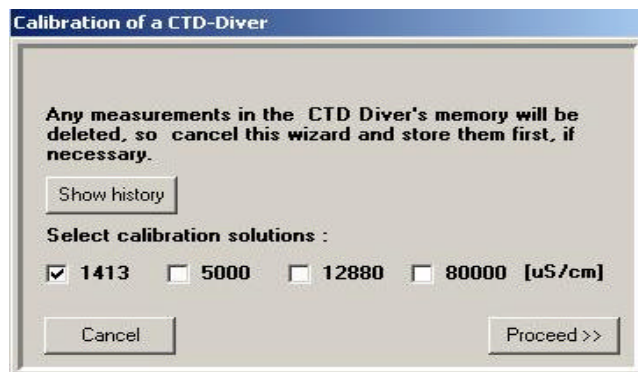 Calibration of a CTD-Diver
Any measurements in the CTD Diver's memory will be
deleted, so cancel this wizard and store them first, if
necessary.
Show history
Select calibration solutions :
1413 5000 12880 80000 [uS/cm]
Cancel Proceed >>